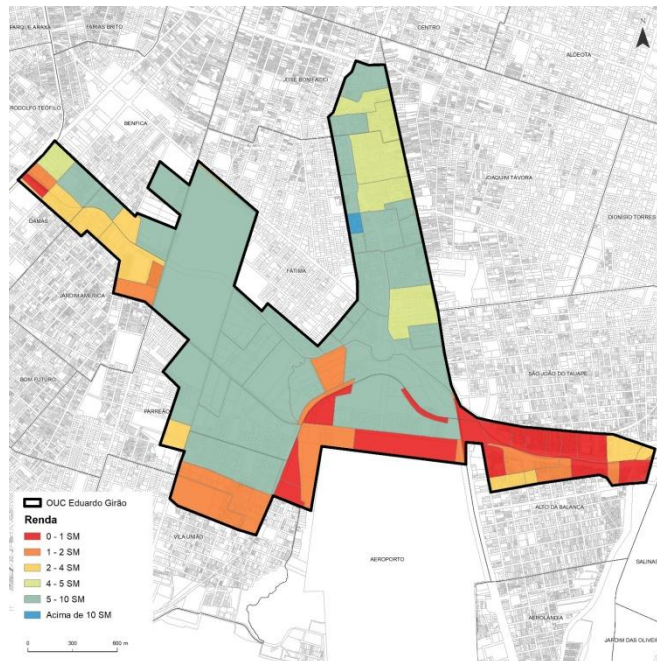 PARQUE ARAXÁ
FARIAS BRITO
CENTRO
N
ALDEOTA
JOSÉ BONIFÁCIO
RODOLFO TEÓFILO
BENFICA
JOAQUIM TÁVORA
DAMAS
DIONÍSIO TORRES
FÁTIMA
JARDIM AMÉRICA
BOM FUTURO
SÃO JOÃO DO TAUAPE
PARREÃO
OUC Eduardo Girão
Renda
0 - 1 SM
1 - 2 SM
2 - 4 SM
4 - 5 SM
5 - 10 SM
Acima de 10 SM
0 300 600 m
VILA UNIÃO
ALTO DA BALANÇA
AEROPORTO
SALINAS
AEROLÂNDIA
JARDIM DAS OLIVEI